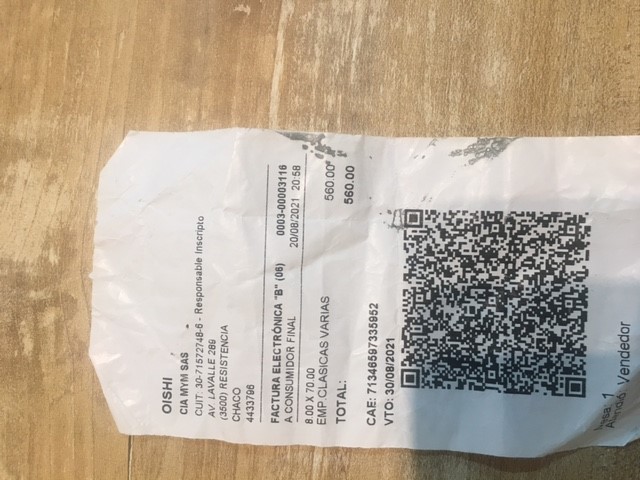 OISHI
CIA MYM SAS
CUIT: 30-71572748-6 - Responsable Inscripto
AV. LAVALLE 289
(3500) RESISTENCIA
CHACO
4433796
FACTURA ELECTRÓNICA "B" (06) 0003-00003116
A CONSUMIDOR FINAL 20/08/2021 20:58
8.00 X 70.00
EMP.CLASICAS VARIAS 560.00
TOTAL: 560.00
CAE: 71346597335952
VTO: 30/08/2021
Mesa: 1
Atendió: Vendedor